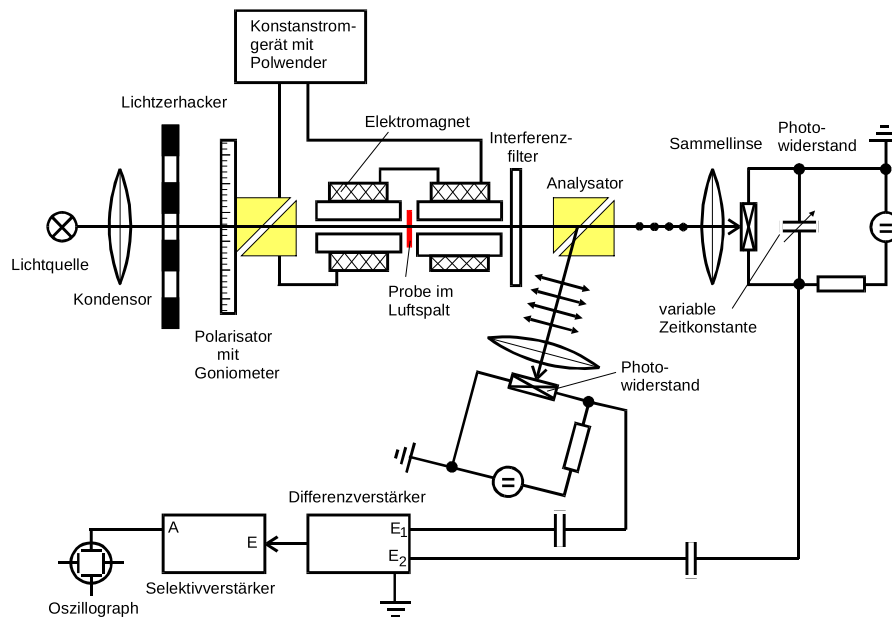 Konstanstrom-
gerät mit
Polwender
Lichtzerhacker
Elektromagnet
Interferenz-
filter
Analysator
Sammellinse
Photo-
widerstand
Lichtquelle
Kondensor
Polarisator
mit
Goniometer
Probe im
Luftspalt
variable
Zeitkonstante
Photo-
widerstand
Differenzverstärker
A
E
E1
E2
Selektivverstärker
Oszillograph